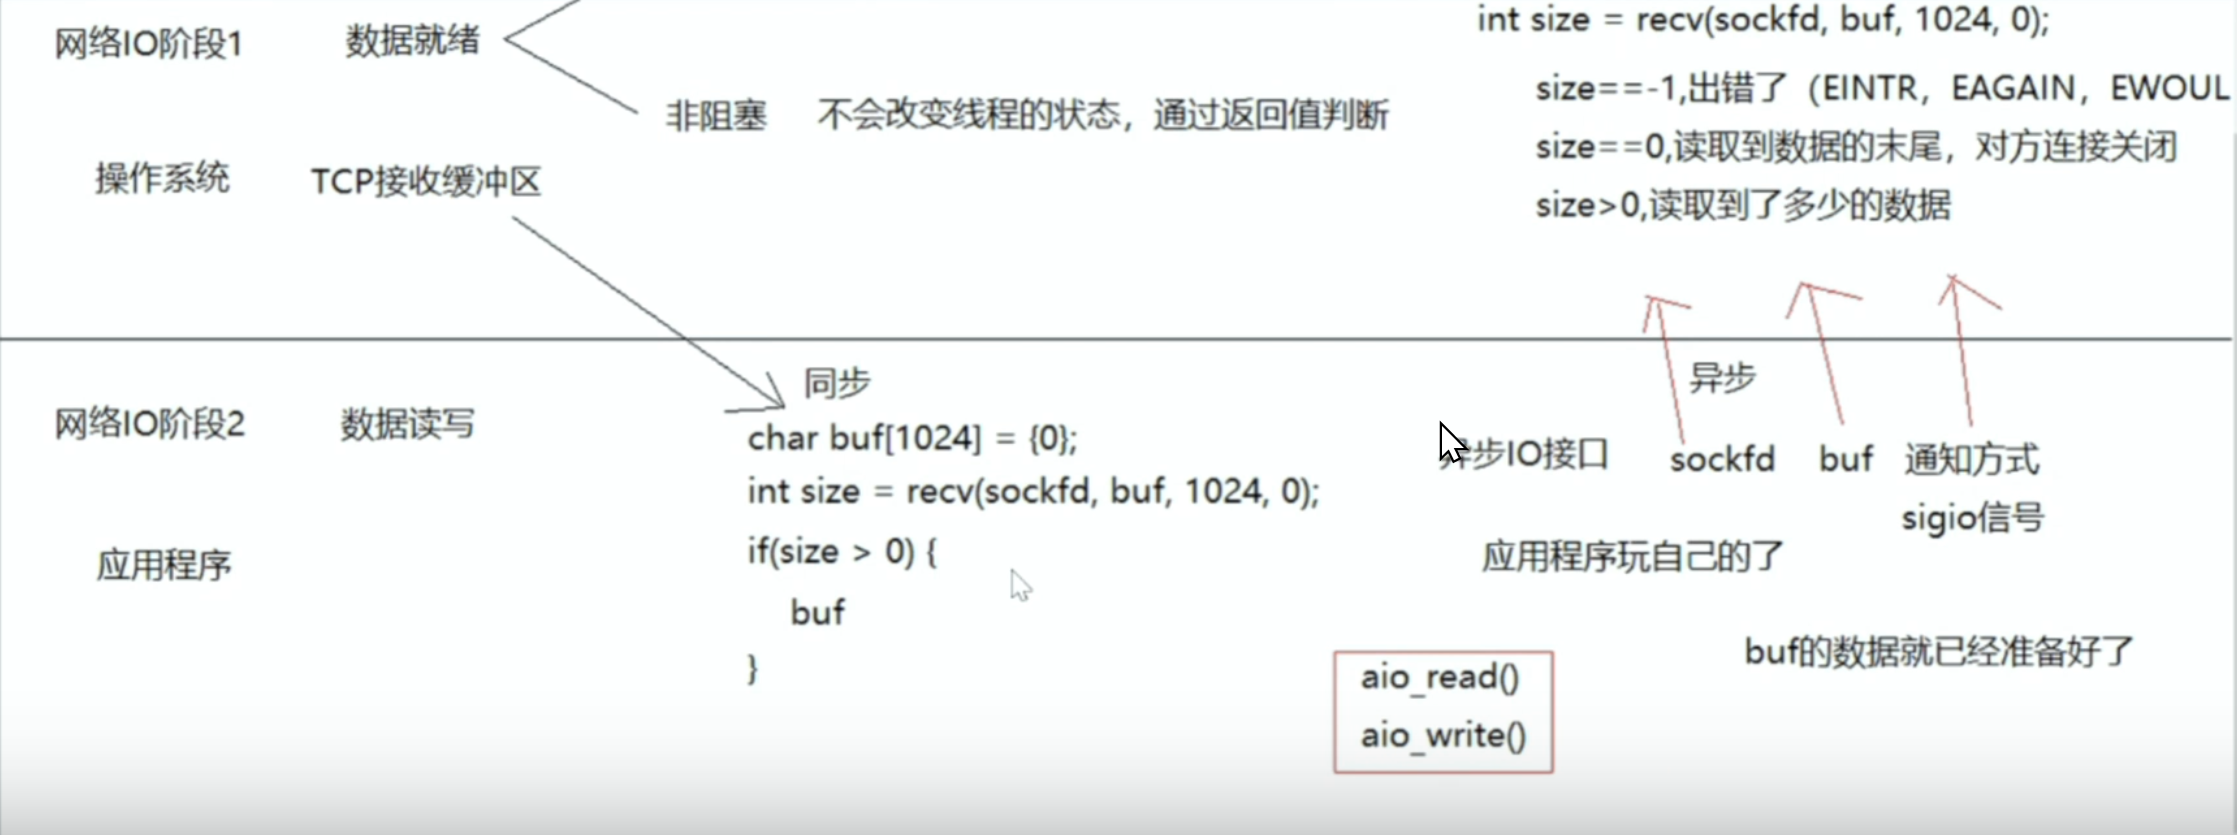 网络IO阶段1
数据就绪
int size = recv(sockfd, buf, 1024, 0);
非阻塞
不会改变线程的状态，通过返回值判断
size==-1,出错了（EINTR，EAGAIN，EWOUL
size==0,读取到数据的末尾，对方连接关闭
size>0,读取到了多少的数据
操作系统
TCP接收缓冲区
网络IO阶段2
数据读写
应用程序
同步
char buf[1024] = {0};
int size = recv(sockfd, buf, 1024, 0);
if(size > 0) {
buf
}
异步
异步IO接口
sockfd
buf
通知方式
sigio信号
应用程序玩自己的了
buf的数据就已经准备好了
aio_read()
aio_write()